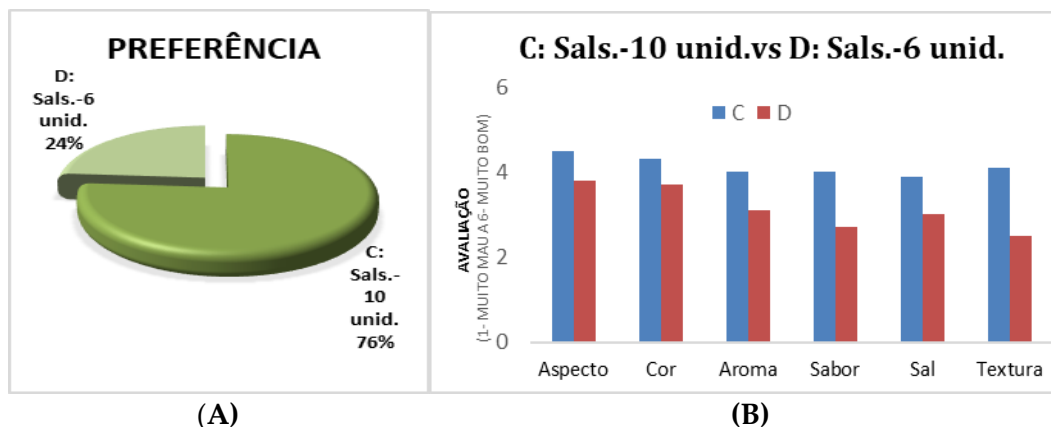 PREFERÊNCIA
D:
Sals.-6
unid.
24%
C:
Sals.-
10
unid.
76%
(A)
C: Sals.-10 unid.vs D: Sals.-6 unid.
C D
AVALIAÇÃO
(1- MUITO MAU A 6- MUITO BOM)
6
4
2
0
Aspecto Cor Aroma Sabor Sal Textura
(B)